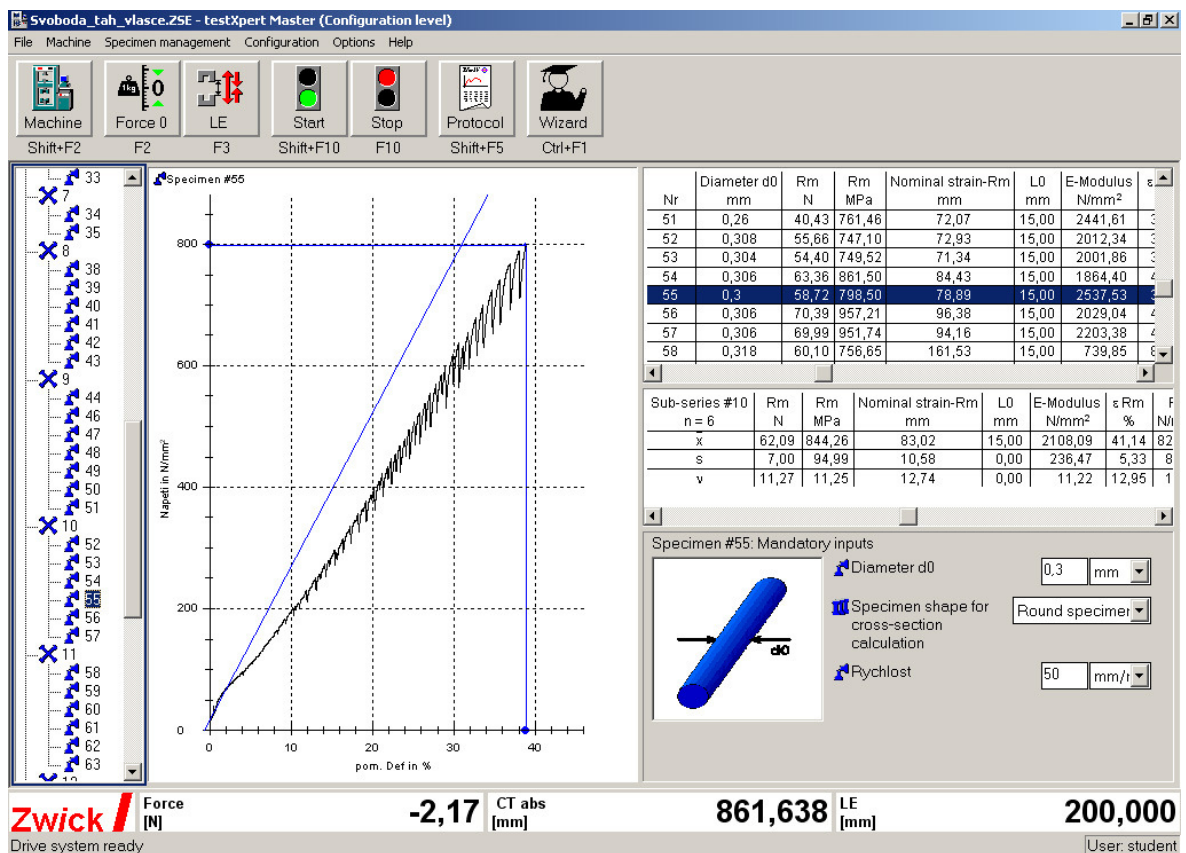 Svoboda_tah_vlasce.ZSE - testXpert Master (Configuration level)
File Machine Specimen management Configuration Options Help
Machine Force 0 LE Start Stop Protocol Wizard
Shift+F2 F2 F3 Shift+F10 F10 Shift+F5 Ctrl+F1
33
7
34
35
8
38
39
40
41
42
43
9
44
46
47
48
49
50
51
10
52
53
54
55
56
57
11
58
59
60
61
62
63
Specimen #55
800
600
400
200
0
Napeti in N/mm²
0 10 20 30 40
pom. Def in %
Diameter d0 Rm Rm Nominal strain-Rm L0 E-Modulus
Nr mm N MPa mm mm N/mm²
51 0,26 40,43 761,46 72,07 15,00 2441,61
52 0,308 55,66 747,10 72,93 15,00 2012,34
53 0,304 54,40 749,52 71,34 15,00 2001,86
54 0,306 63,36 861,50 84,43 15,00 1864,40
55 0,3 58,72 798,50 78,89 15,00 2537,53
56 0,306 70,39 957,21 96,38 15,00 2029,04
57 0,306 69,99 951,74 94,16 15,00 2203,38
58 0,318 60,10 756,65 161,53 15,00 739,85
Sub-series #10 Rm Rm Nominal strain-Rm L0 E-Modulus ε Rm
n = 6 N MPa mm mm N/mm² %
x̄ 62,09 844,26 83,02 15,00 2108,09 41,14
s 7,00 94,99 10,58 0,00 236,47 5,33
ν 11,27 11,25 12,74 0,00 11,22 12,95
Specimen #55: Mandatory inputs
d0
Diameter d0 0,3 mm
Specimen shape for Round specimer
cross-section
calculation
Rychlost 50 mm/
Zwick
Force -2,17 CT abs 861,638 LE 200,000
[N] [mm] [mm]
Drive system ready User: student